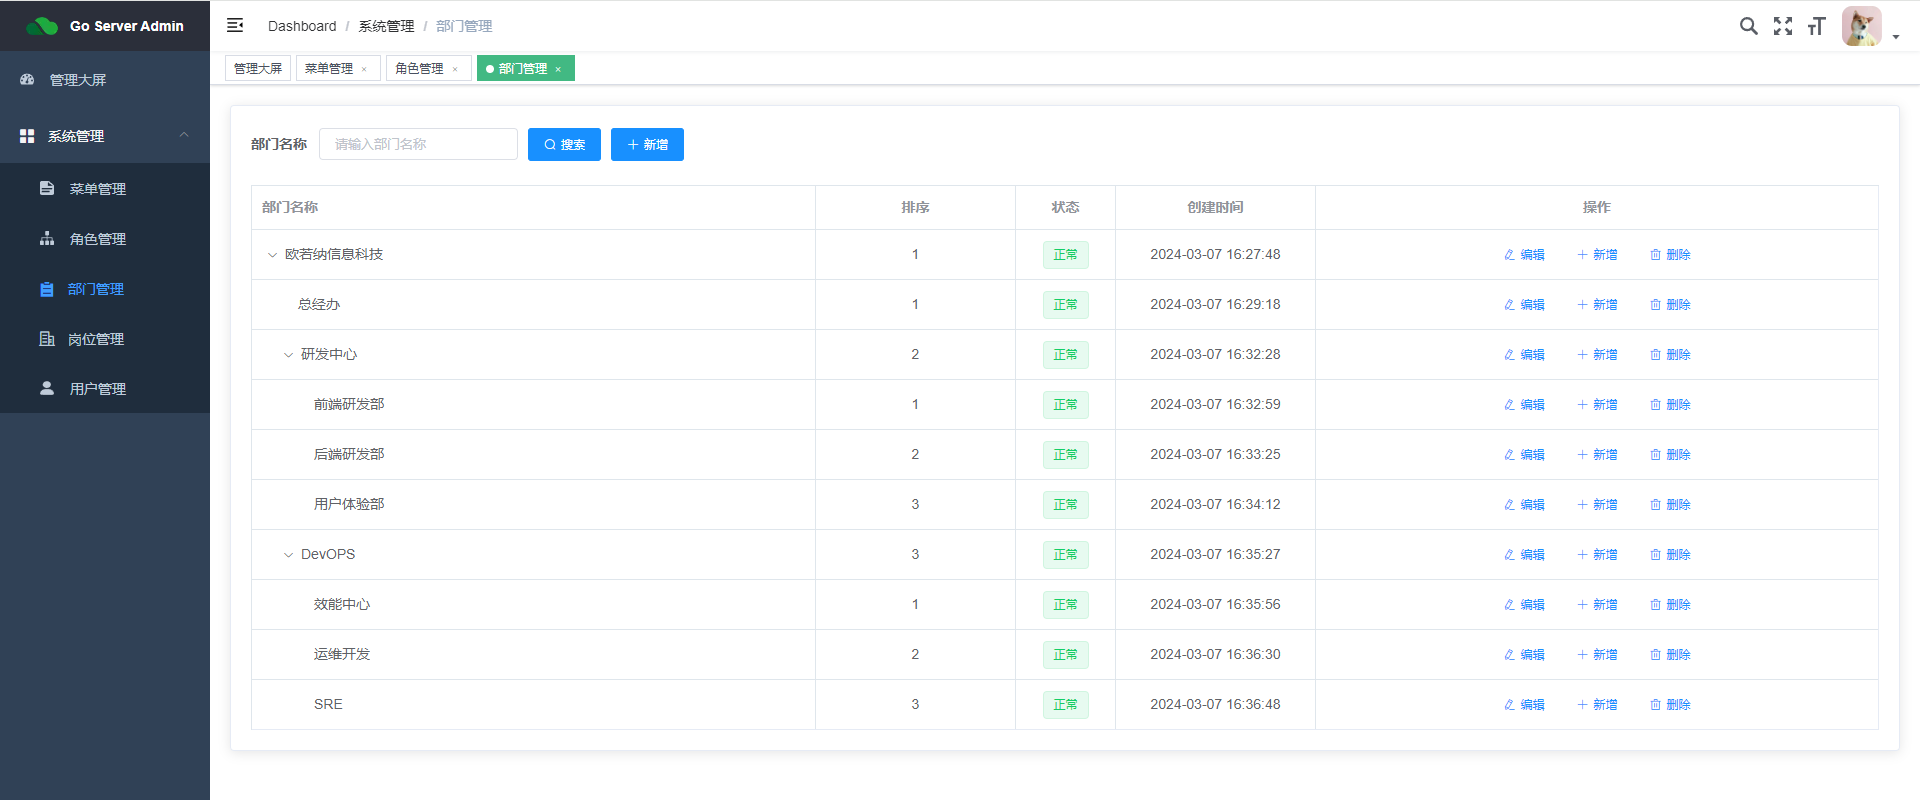 Go Server Admin
Dashboard / 系统管理 / 部门管理
管理大屏 菜单管理 × 角色管理 × 部门管理 ×
管理大屏
系统管理
菜单管理
角色管理
部门管理
岗位管理
用户管理
部门名称 请输入部门名称 搜索 新增
部门名称 排序 状态 创建时间 操作
欧若纳信息科技 1 正常 2024-03-07 16:27:48 编辑 新增 删除
总经办 1 正常 2024-03-07 16:29:18 编辑 新增 删除
研发中心 2 正常 2024-03-07 16:32:28 编辑 新增 删除
前端研发部 1 正常 2024-03-07 16:32:59 编辑 新增 删除
后端研发部 2 正常 2024-03-07 16:33:25 编辑 新增 删除
用户体验部 3 正常 2024-03-07 16:34:12 编辑 新增 删除
DevOPS 3 正常 2024-03-07 16:35:27 编辑 新增 删除
效能中心 1 正常 2024-03-07 16:35:56 编辑 新增 删除
运维开发 2 正常 2024-03-07 16:36:30 编辑 新增 删除
SRE 3 正常 2024-03-07 16:36:48 编辑 新增 删除